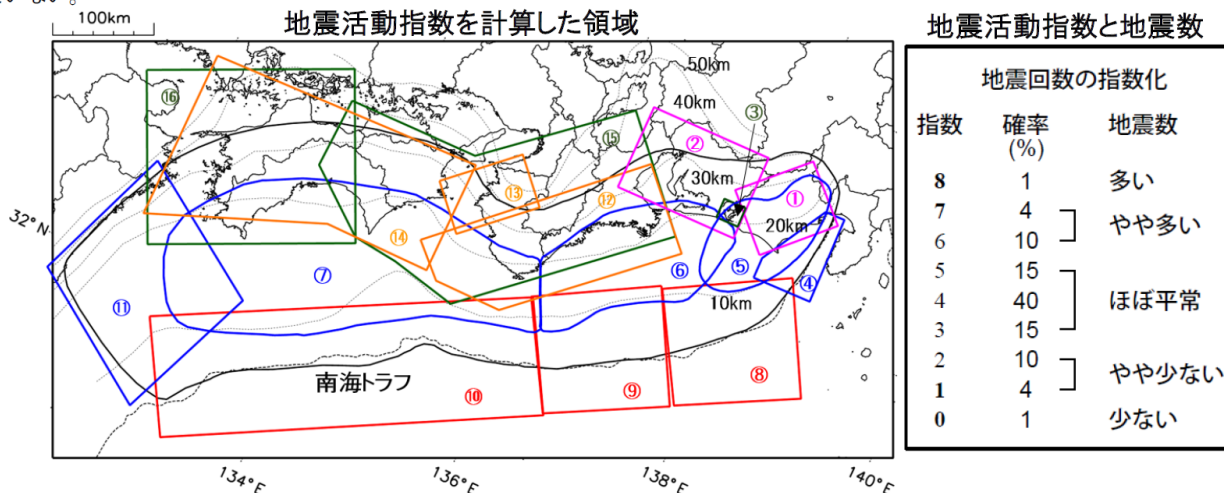 いない。
100km
地震活動指数を計算した領域
50km
40km
③
⑯
⑮
②
30km
⑬
⑫
①
20km
32°N
⑭
⑦
⑥
⑤
④
⑪
10km
南海トラフ
⑩
⑨
⑧
134°E
136°E
138°E
140°E
地震活動指数と地震数
地震回数の指数化
指数 確率 地震数
(%)
8 1 多い
7 4 やや多い
6 10
5 15
4 40 ほぼ平常
3 15
2 10 やや少ない
1 4
0 1 少ない